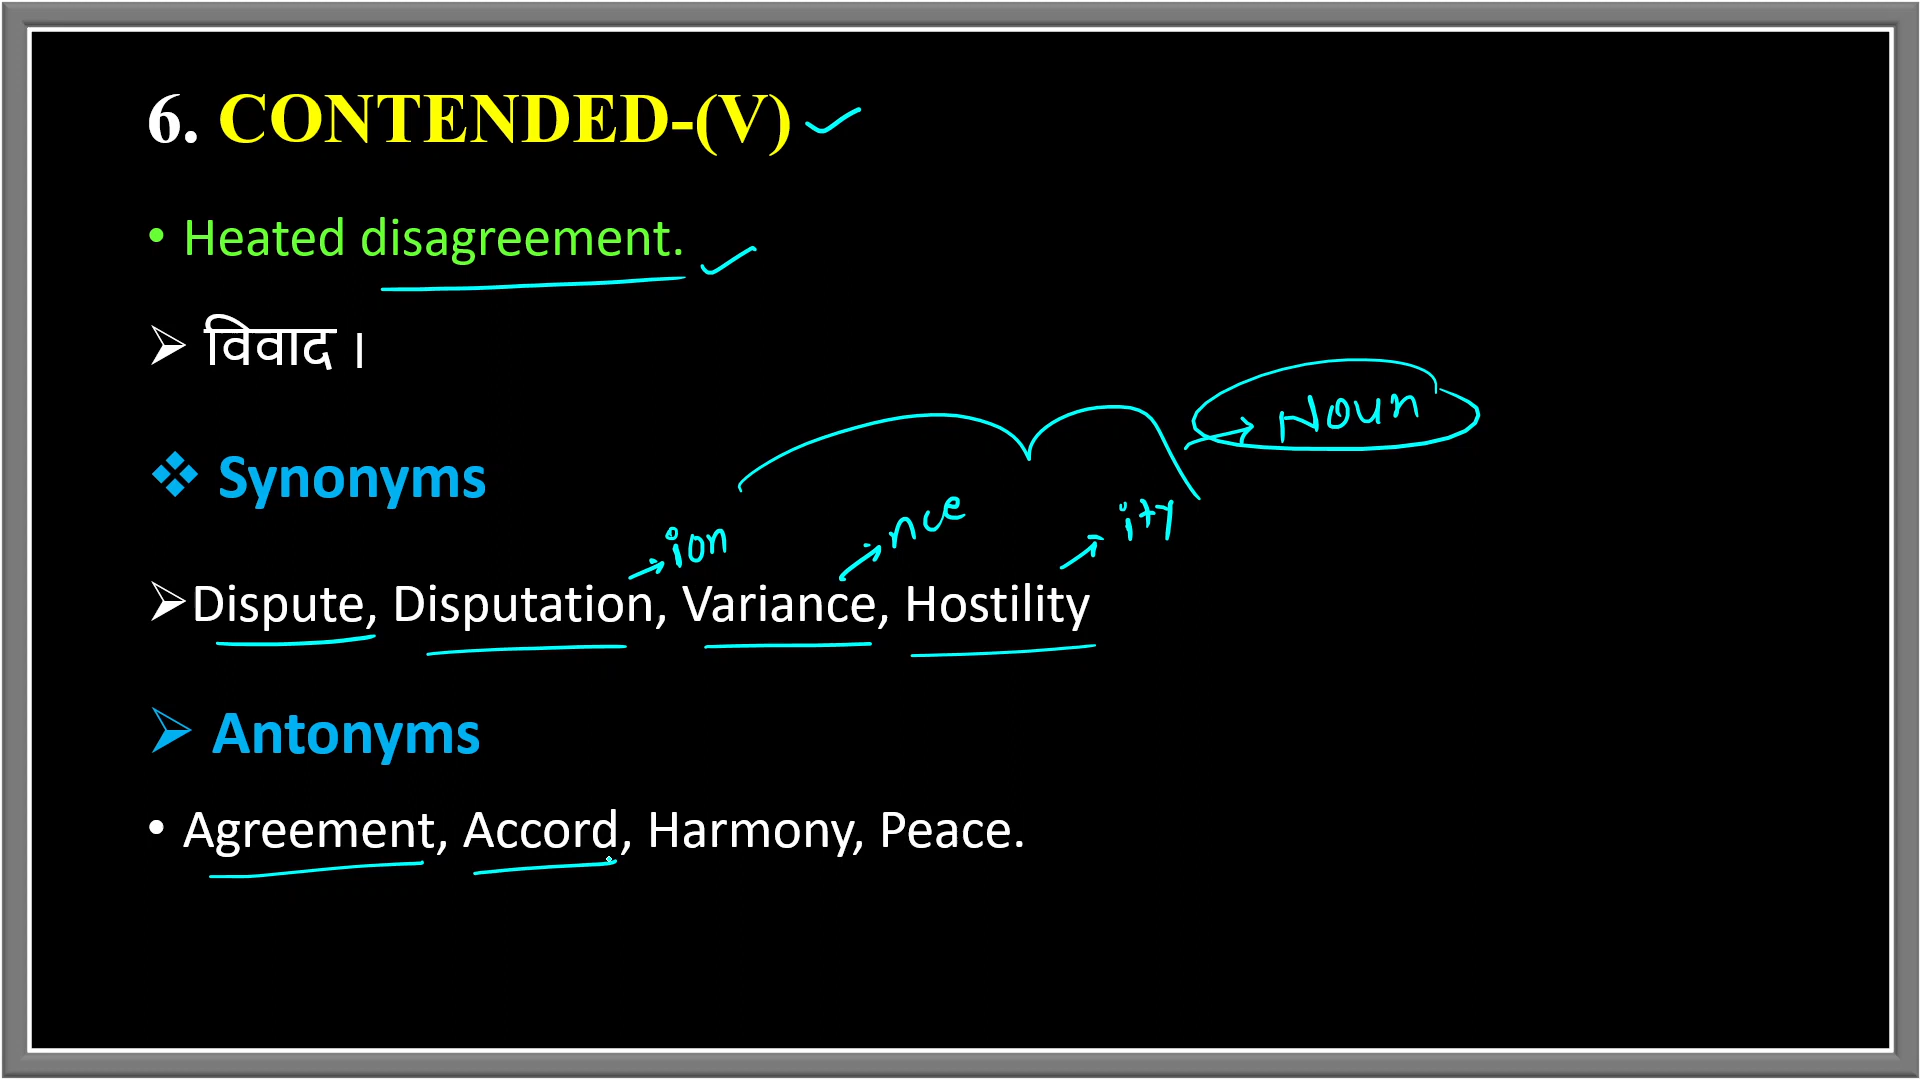 6. CONTENDED-(V)
• Heated disagreement.
➢ विवाद ।
Noun
❖ Synonyms
ion nce ity
➢Dispute, Disputation, Variance, Hostility
➢ Antonyms
• Agreement, Accord, Harmony, Peace.